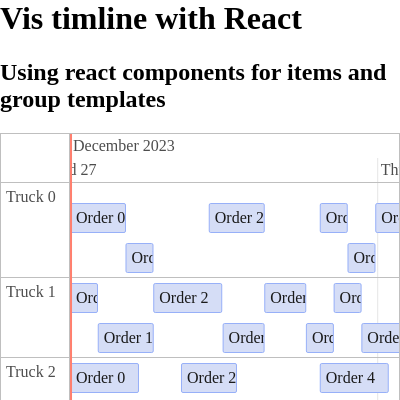 Vis timline with React
Using react components for items and
group templates
December 2023
d 27 Th
Truck 0
Order 0 Order 2 Orc Or
Orc Orc
Truck 1
Orc Order 2 Order Orc
Order 1 Order Orc Orde
Truck 2
Order 0 Order 2 Order 4